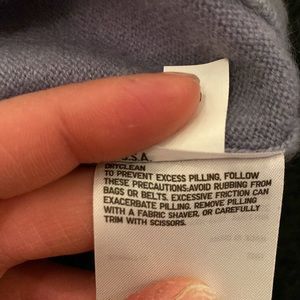 U.S.A.
DRYCLEAN
TO PREVENT EXCESS PILLING, FOLLOW
THESE PRECAUTIONS:AVOID RUBBING FROM
BAGS OR BELTS. EXCESSIVE FRICTION CAN
EXACERBATE PILLING. REMOVE PILLING
WITH A FABRIC SHAVER, OR CAREFULLY
TRIM WITH SCISSORS.